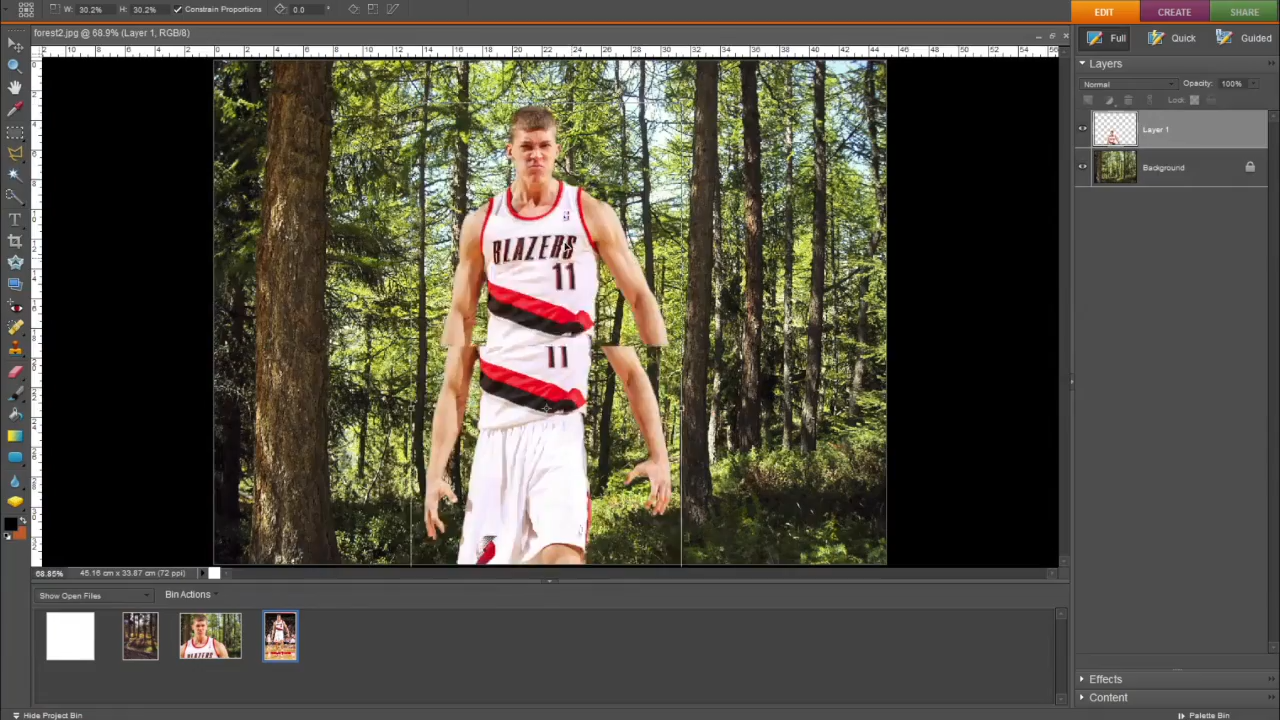 W: 30.2% H: 30.2% Constrain Proportions 0.0 °
EDIT CREATE SHARE
forest2.jpg @ 68.9% (Layer 1, RGB/8)
Full Quick Guided
Layers
Normal Opacity: 100%
Lock:
Layer 1
Background
BLAZERS
11
11
68.85% 45.16 cm x 33.87 cm (72 ppi)
Show Open Files Bin Actions
BLAZERS
Effects
Content
Hide Project Bin Palette Bin